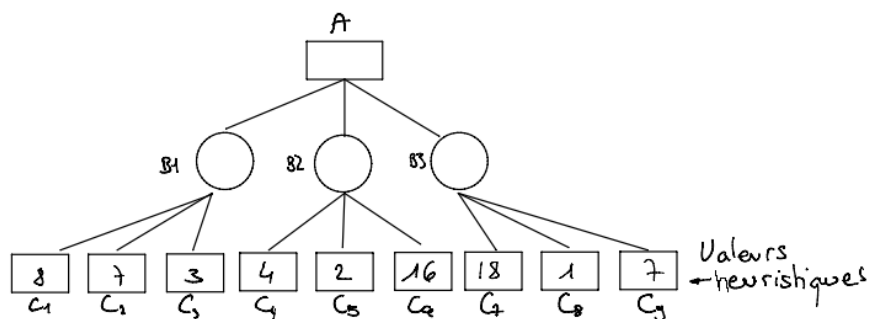 A
B1 B2 B3
8 7 3 4 2 16 18 1 7
Valeurs
heuristiques
C1 C2 C3 C4 C5 C6 C7 C8 C9